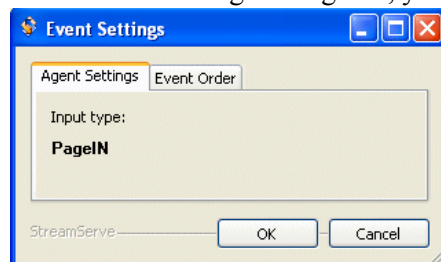 Event Settings
Agent Settings Event Order
Input type:
PageIN
StreamServe
OK Cancel